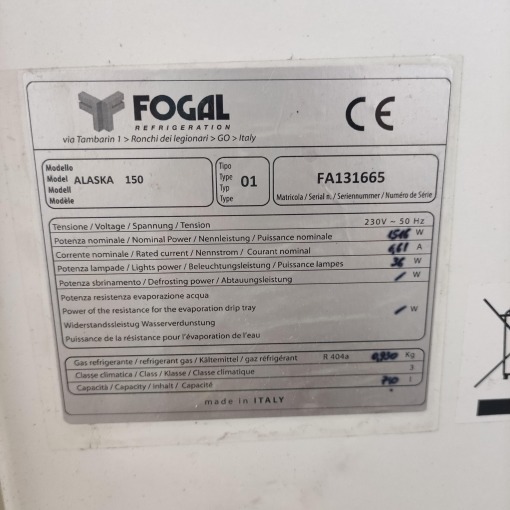 FOGAL
REFRIGERATION
CE
via Tambarin 1 > Ronchi dei legionari > GO > Italy
Modello
Model ALASKA 150
Modell
Modèle
Tipo
Type 01
Typ
Type
FA131665
Matricola / Serial n. / Seriennummer / Numéro de Série
Tensione / Voltage / Spannung / Tension 230V ~ 50 Hz
Potenza nominale / Nominal Power / Nennleistung / Puissance nominale W
Corrente nominale / Rated current / Nennstrom / Courant nominal A
Potenza lampade / Lights power / Beleuchtungsleistung / Puissance lampes 36 W
Potenza sbrinamento / Defrosting power / Abtauungsleistung / W
Potenza resistenza evaporazione acqua
Power of the resistance for the evaporation drip tray / W
Widerstandssleistug Wasserverdunstung
Puissance de la résistance pour l'évaporation de l'eau
Gas refrigerante / refrigerant gas / Kältemittel / gaz réfrigérant R 404a 0,930 Kg
Classe climatica / Class / Klasse / Classe climatique 3
Capacità / Capacity / Inhalt / Capacité l
made in ITALY